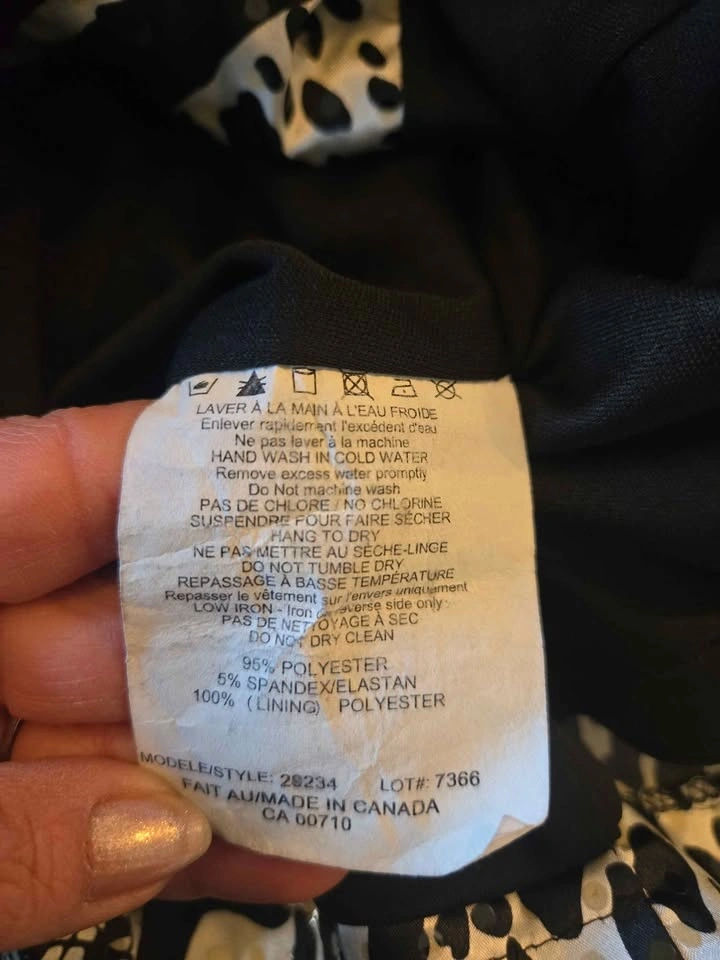 LAVER À LA MAIN À L'EAU FROIDE
Enlever rapidement l'excédent d'eau
Ne pas laver à la machine
HAND WASH IN COLD WATER
Remove excess water promptly
Do Not machine wash
PAS DE CHLORE / NO CHLORINE
SUSPENDRE POUR FAIRE SÉCHER
HANG TO DRY
NE PAS METTRE AU SÈCHE-LINGE
DO NOT TUMBLE DRY
REPASSAGE À BASSE TEMPÉRATURE
Repasser le vêtement sur l'envers uniquement
LOW IRON - Iron reverse side only
PAS DE NETTOYAGE À SEC
DO NOT DRY CLEAN
95% POLYESTER
5% SPANDEX/ELASTAN
100% (LINING) POLYESTER
MODELE/STYLE: 29234 LOT#: 7366
FAIT AU/MADE IN CANADA
CA 00710